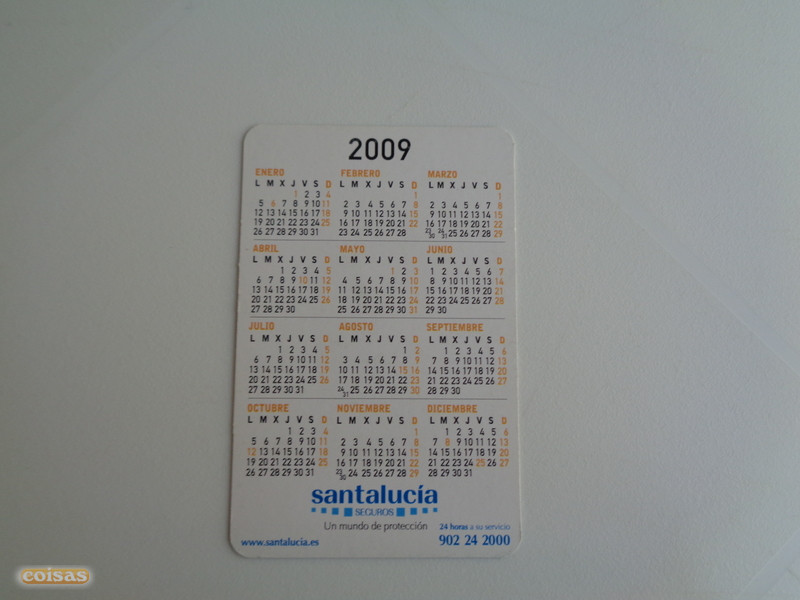 2009
ENERO FEBRERO MARZO
L M X J V S D L M X J V S D L M X J V S D
1 2 3 4 1 1
5 6 7 8 9 10 11 2 3 4 5 6 7 8 2 3 4 5 6 7 8
12 13 14 15 16 17 18 9 10 11 12 13 14 15 9 10 11 12 13 14 15
19 20 21 22 23 24 25 16 17 18 19 20 21 22 16 17 18 19 20 21 22
26 27 28 29 30 31 23 24 25 26 27 28 23/30 24/31 25 26 27 28 29
ABRIL MAYO JUNIO
L M X J V S D L M X J V S D L M X J V S D
1 2 3 4 5 1 2 3 1 2 3 4 5 6 7
6 7 8 9 10 11 12 4 5 6 7 8 9 10 8 9 10 11 12 13 14
13 14 15 16 17 18 19 11 12 13 14 15 16 17 15 16 17 18 19 20 21
20 21 22 23 24 25 26 18 19 20 21 22 23 24 22 23 24 25 26 27 28
27 28 29 30 25 26 27 28 29 30 31 29 30
JULIO AGOSTO SEPTIEMBRE
L M X J V S D L M X J V S D L M X J V S D
1 2 3 4 5 1 2 1 2 3 4 5 6
6 7 8 9 10 11 12 3 4 5 6 7 8 9 7 8 9 10 11 12 13
13 14 15 16 17 18 19 10 11 12 13 14 15 16 14 15 16 17 18 19 20
20 21 22 23 24 25 26 17 18 19 20 21 22 23 21 22 23 24 25 26 27
27 28 29 30 31 24/31 25 26 27 28 29 30 28 29 30
OCTUBRE NOVIEMBRE DICIEMBRE
L M X J V S D L M X J V S D L M X J V S D
1 2 3 4 1 1 2 3 4 5 6
5 6 7 8 9 10 11 2 3 4 5 6 7 8 7 8 9 10 11 12 13
12 13 14 15 16 17 18 9 10 11 12 13 14 15 14 15 16 17 18 19 20
19 20 21 22 23 24 25 16 17 18 19 20 21 22 21 22 23 24 25 26 27
26 27 28 29 30 31 23/30 24 25 26 27 28 29 28 29 30 31
santalucía
SEGUROS
Un mundo de protección 24 horas a su servicio
www.santalucia.es 902 24 2000
coisas